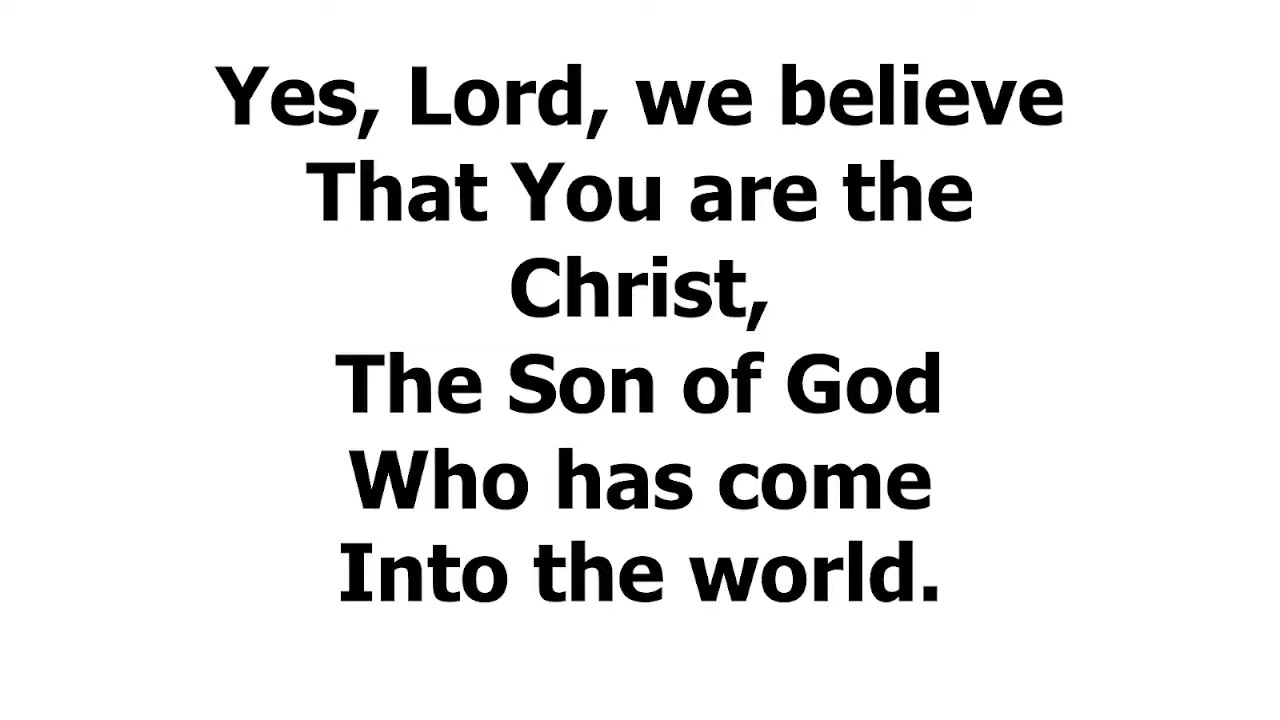 Yes, Lord, we believe
That You are the
Christ,
The Son of God
Who has come
Into the world.